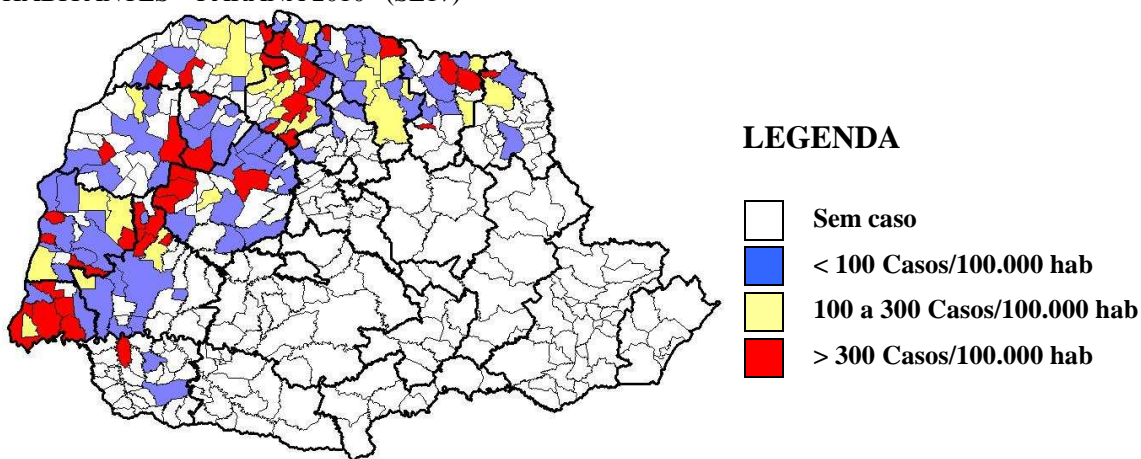 LEGENDA
Sem caso
< 100 Casos/100.000 hab
100 a 300 Casos/100.000 hab
> 300 Casos/100.000 hab